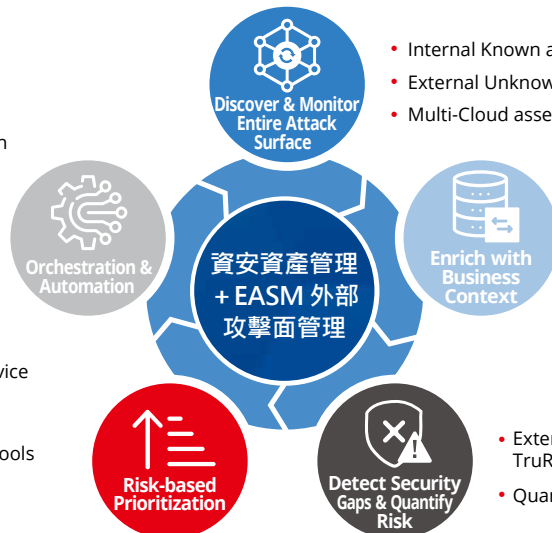 Discover & Monitor
Entire Attack
Surface
• Internal Known a
• External Unknow
• Multi-Cloud asse
n
Orchestration &
Automation
資安資產管理
+ EASM 外部
攻擊面管理
Enrich with
Business
Context
vice
ools
Risk-based
Prioritization
Detect Security
Gaps & Quantify
Risk
• Exter
TruR
• Quar